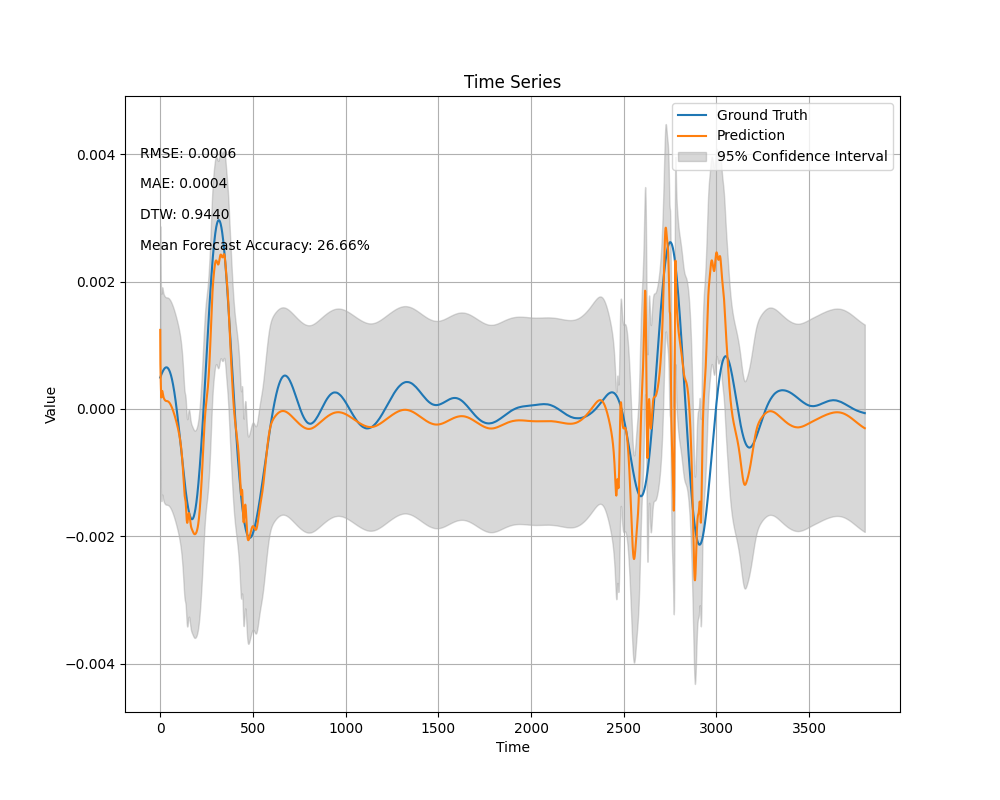 Time Series
Ground Truth
Prediction
95% Confidence Interval
RMSE: 0.0006
MAE: 0.0004
DTW: 0.9440
Mean Forecast Accuracy: 26.66%
0.004
0.002
0.000
−0.002
−0.004
Value
0 500 1000 1500 2000 2500 3000 3500
Time